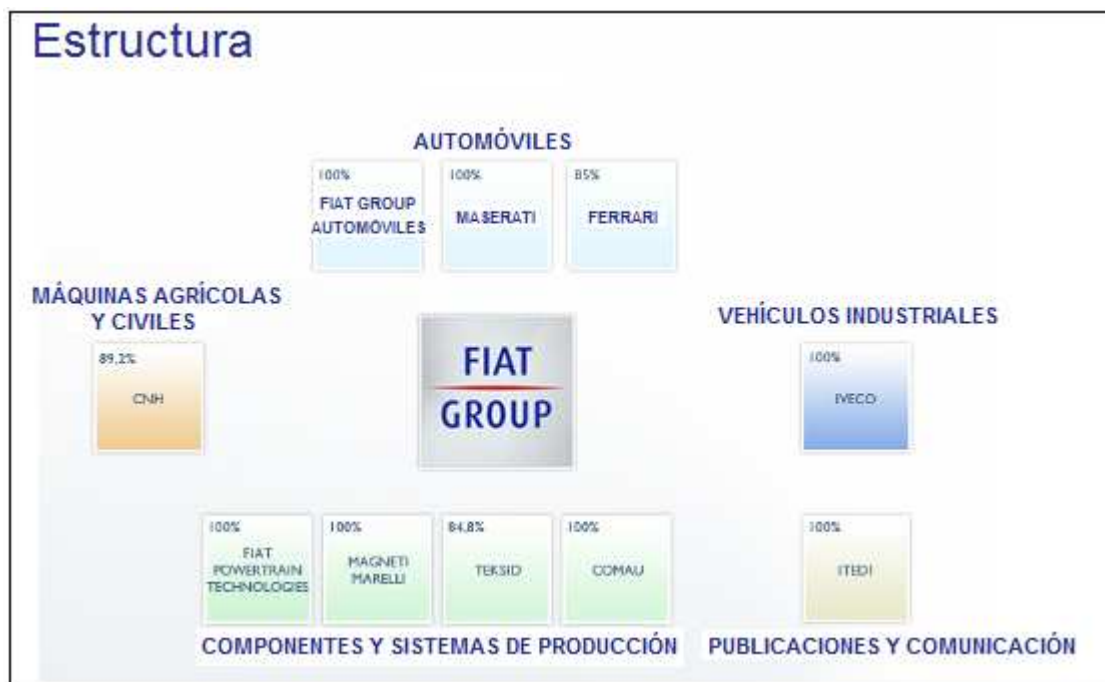 Estructura
AUTOMÓVILES
100%
FIAT GROUP
AUTOMÓVILES
100%
MASERATI
85%
FERRARI
MÁQUINAS AGRÍCOLAS
Y CIVILES
89,2%
CNH
FIAT
GROUP
VEHÍCULOS INDUSTRIALES
100%
IVECO
100%
FIAT
POWERTRAIN
TECHNOLOGIES
100%
MAGNETI
MARELLI
84,8%
TEKSID
100%
COMAU
COMPONENTES Y SISTEMAS DE PRODUCCIÓN
100%
ITEDI
PUBLICACIONES Y COMUNICACIÓN